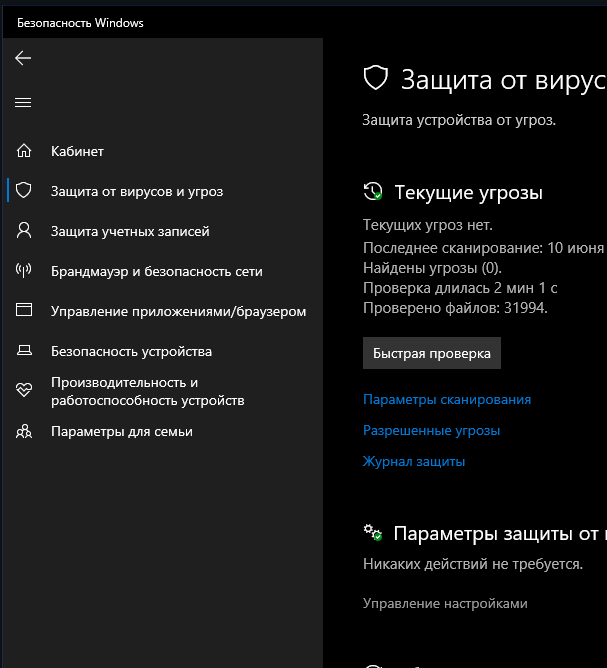 Безопасность Windows
Кабинет
Защита от вирусов и угроз
Защита учетных записей
Брандмауэр и безопасность сети
Управление приложениями/браузером
Безопасность устройства
Производительность и
работоспособность устройств
Параметры для семьи
Защита от вирус
Защита устройства от угроз.
Текущие угрозы
Текущих угроз нет.
Последнее сканирование: 10 июня
Найдены угрозы (0).
Проверка длилась 2 мин 1 с
Проверено файлов: 31994.
Быстрая проверка
Параметры сканирования
Разрешенные угрозы
Журнал защиты
Параметры защиты от
Никаких действий не требуется.
Управление настройками